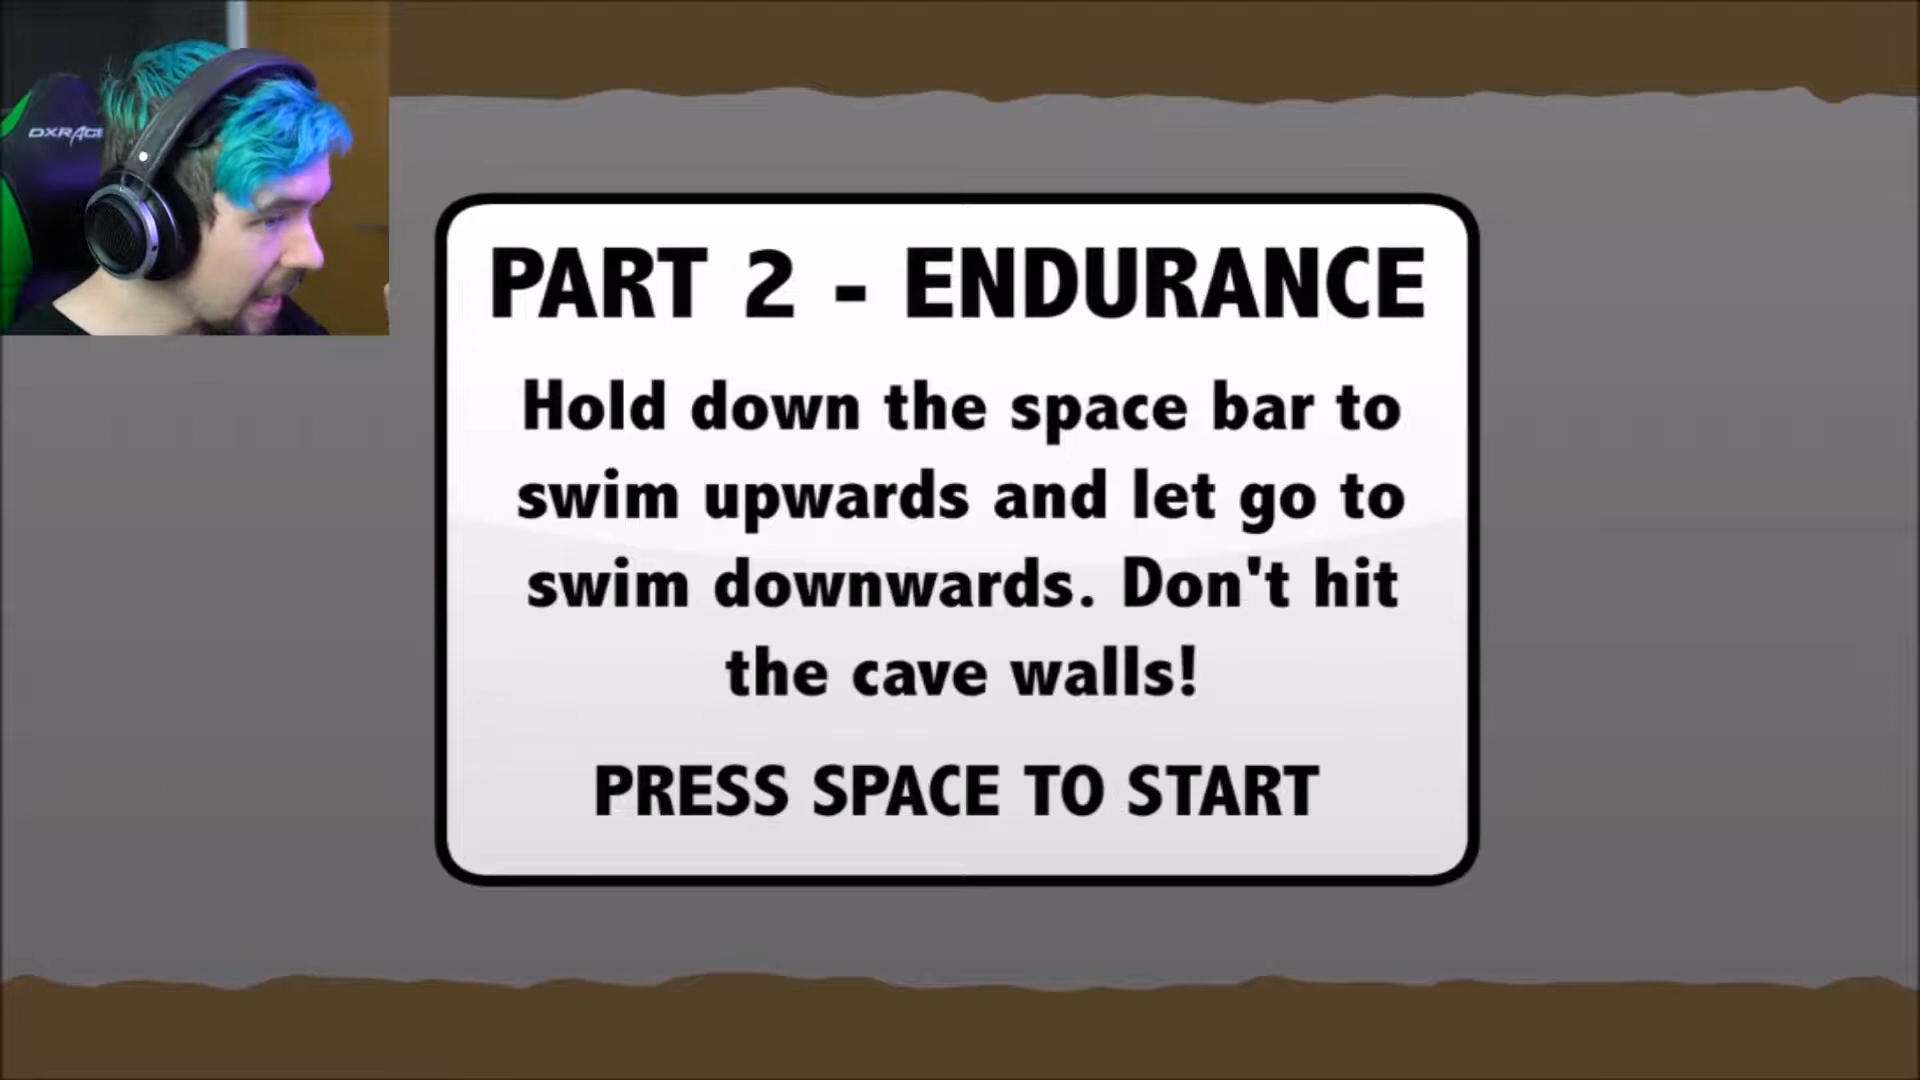 DXRACE
PART 2 - ENDURANCE
Hold down the space bar to
swim upwards and let go to
swim downwards. Don't hit
the cave walls!
PRESS SPACE TO START